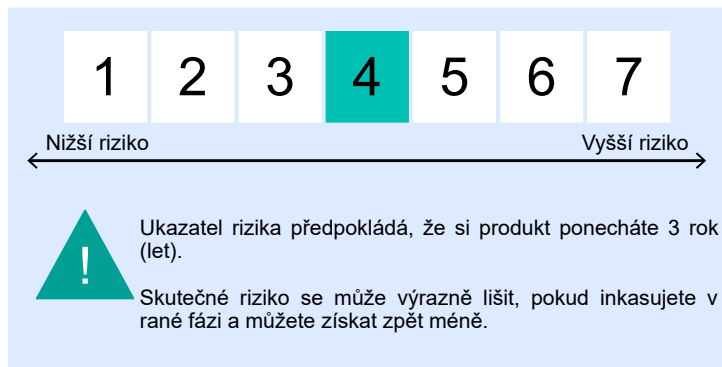 1 2 3 4 5 6 7
Nižší riziko Vyšší riziko
!
Ukazatel rizika předpokládá, že si produkt ponecháte 3 rok
(let).
Skutečné riziko se může výrazně lišit, pokud inkasujete v
rané fázi a můžete získat zpět méně.